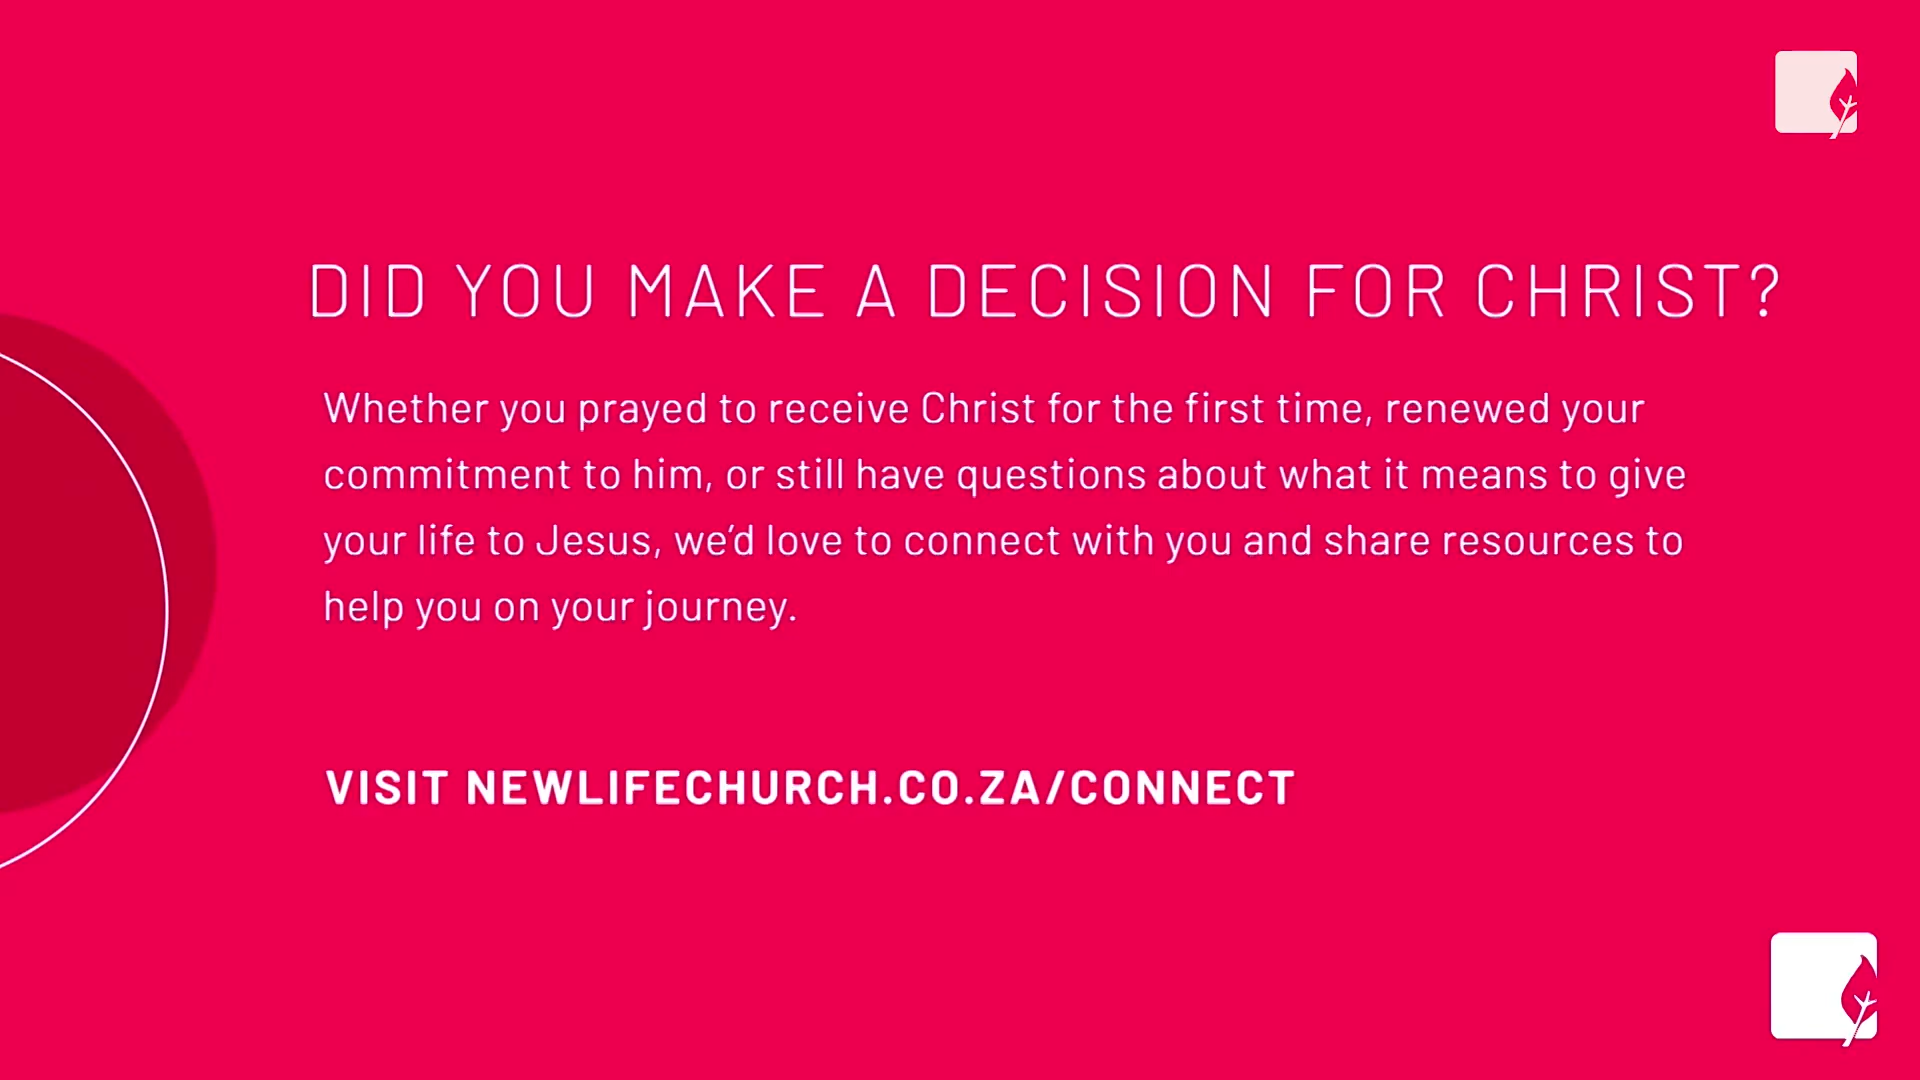 DID YOU MAKE A DECISION FOR CHRIST?
Whether you prayed to receive Christ for the first time, renewed your
commitment to him, or still have questions about what it means to give
your life to Jesus, we’d love to connect with you and share resources to
help you on your journey.
VISIT NEWLIFECHURCH.CO.ZA/CONNECT